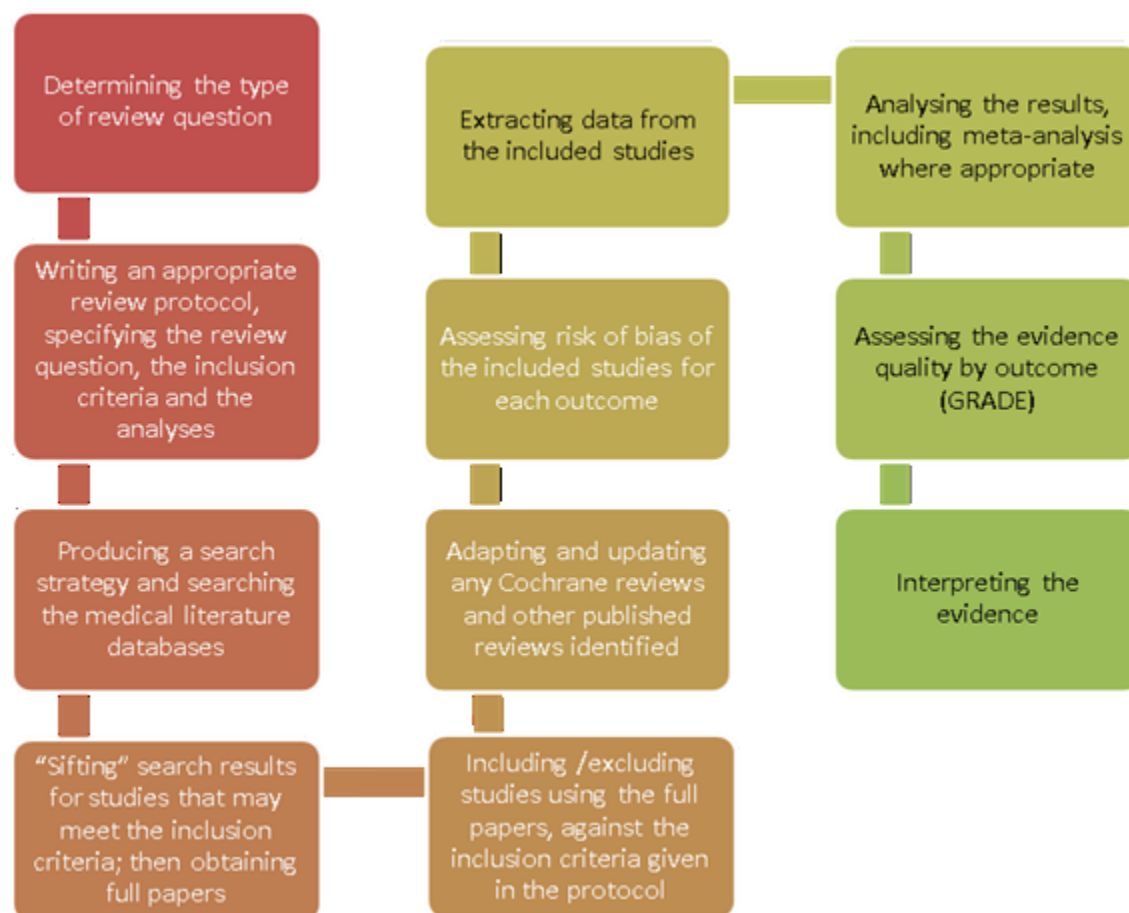 Determining the type
of review question
Writing an appropriate
review protocol,
specifying the review
question, the inclusion
criteria and the
analyses
Producing a search
strategy and searching
the medical literature
databases
“Sifting” search results
for studies that may
meet the inclusion
criteria; then obtaining
full papers
Including /excluding
studies using the full
papers, against the
inclusion criteria given
in the protocol
Adapting and updating
any Cochrane reviews
and other published
reviews identified
Assessing risk of bias of
the included studies for
each outcome
Extracting data from
the included studies
Analysing the results,
including meta-analysis
where appropriate
Assessing the evidence
quality by outcome
(GRADE)
Interpreting the
evidence